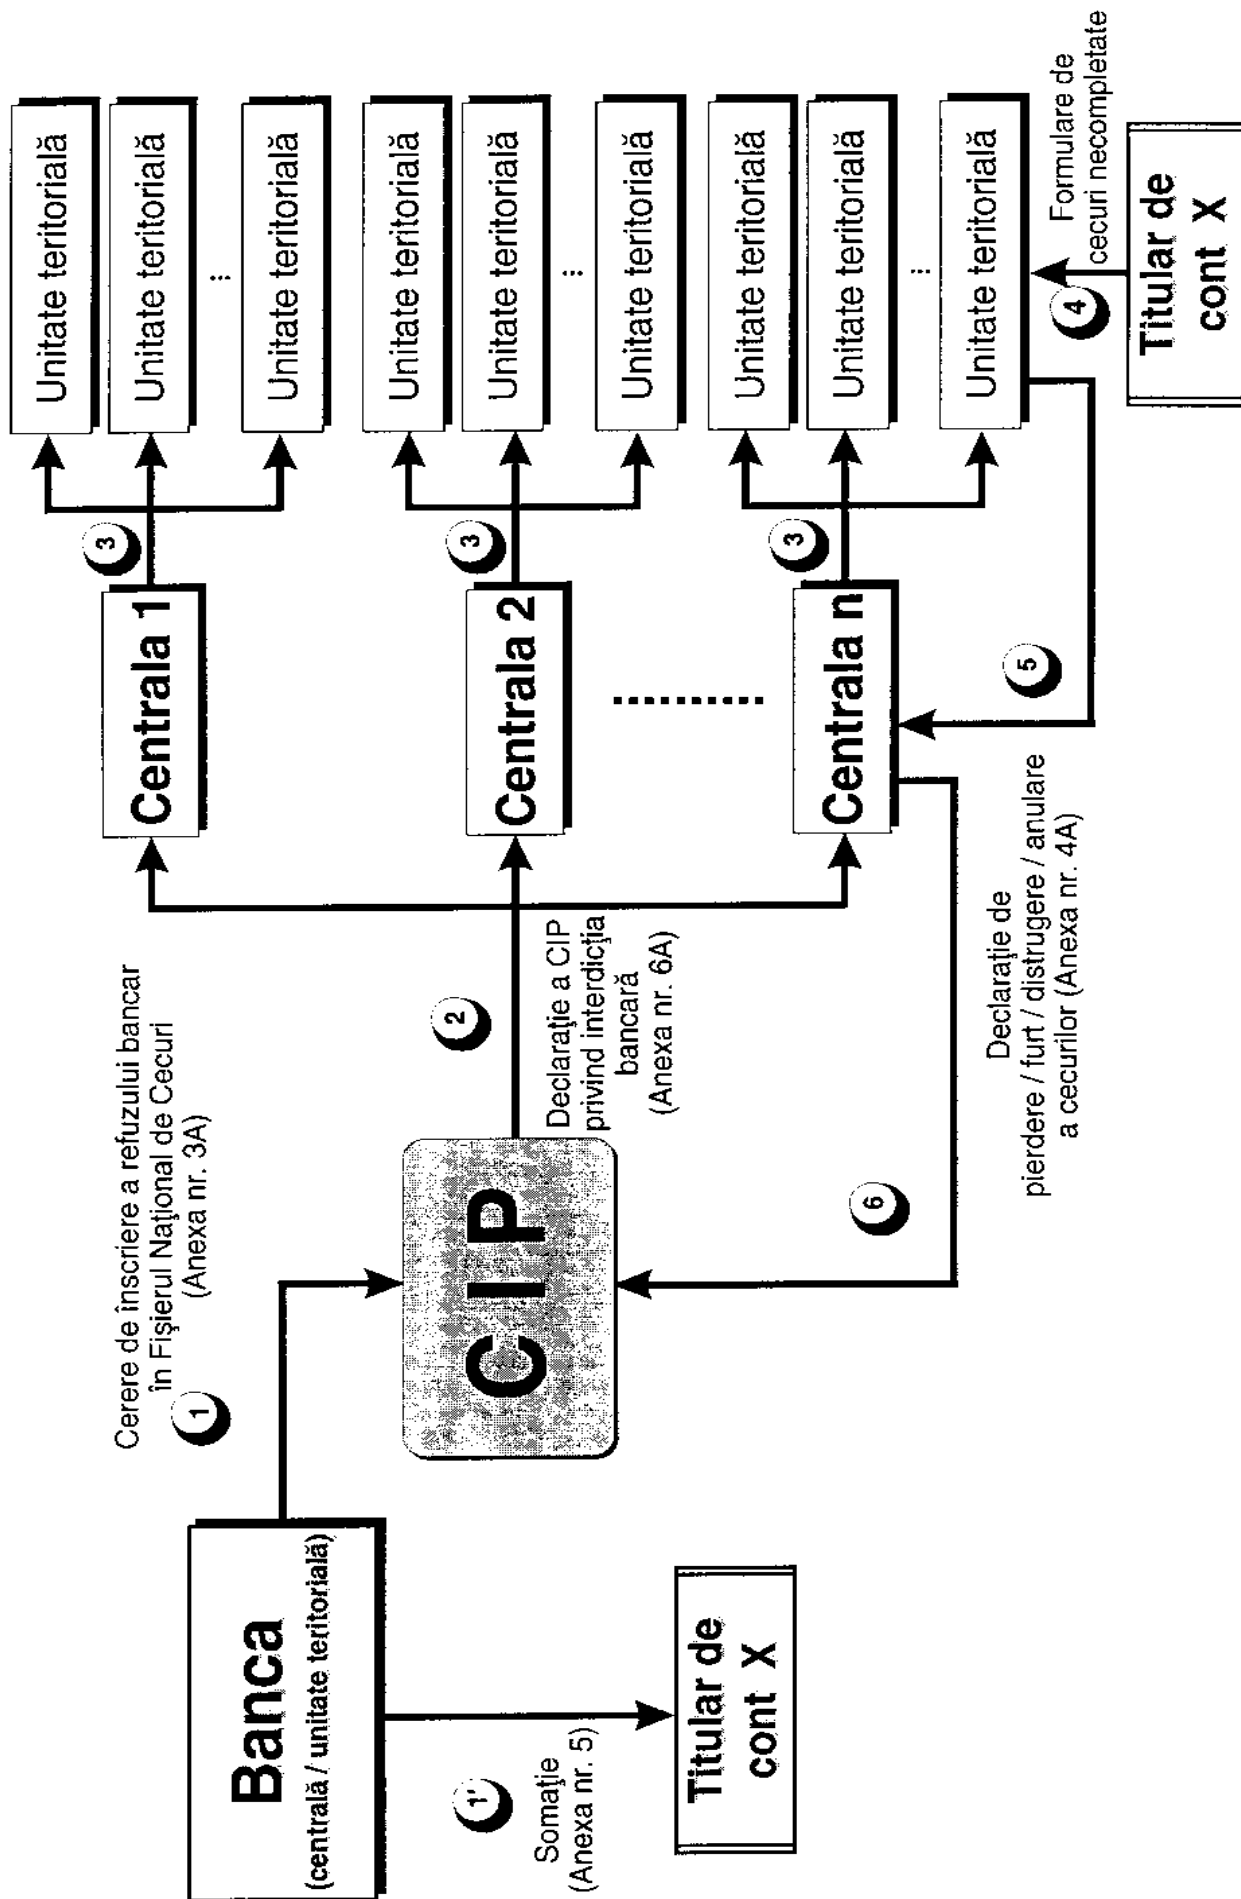 Banca
(centrală / unitate teritorială)
1
Cerere de înscriere a refuzului bancar
în Fişierul Naţional de Cecuri
(Anexa nr. 3A)
1'
Somaţie
(Anexa nr. 5)
Titular de
cont X
C I P
2
Declaraţie a CIP
privind interdicţia
bancară
(Anexa nr. 6A)
Centrala 1
3
Unitate teritorială
Unitate teritorială
...
Unitate teritorială
Centrala 2
3
Unitate teritorială
Unitate teritorială
...
Unitate teritorială
Centrala n
3
Unitate teritorială
Unitate teritorială
...
Unitate teritorială
4
Formulare de
cecuri necompletate
Titular de
cont X
5
Declaraţie de
pierdere / furt / distrugere / anulare
a cecurilor (Anexa nr. 4A)
6